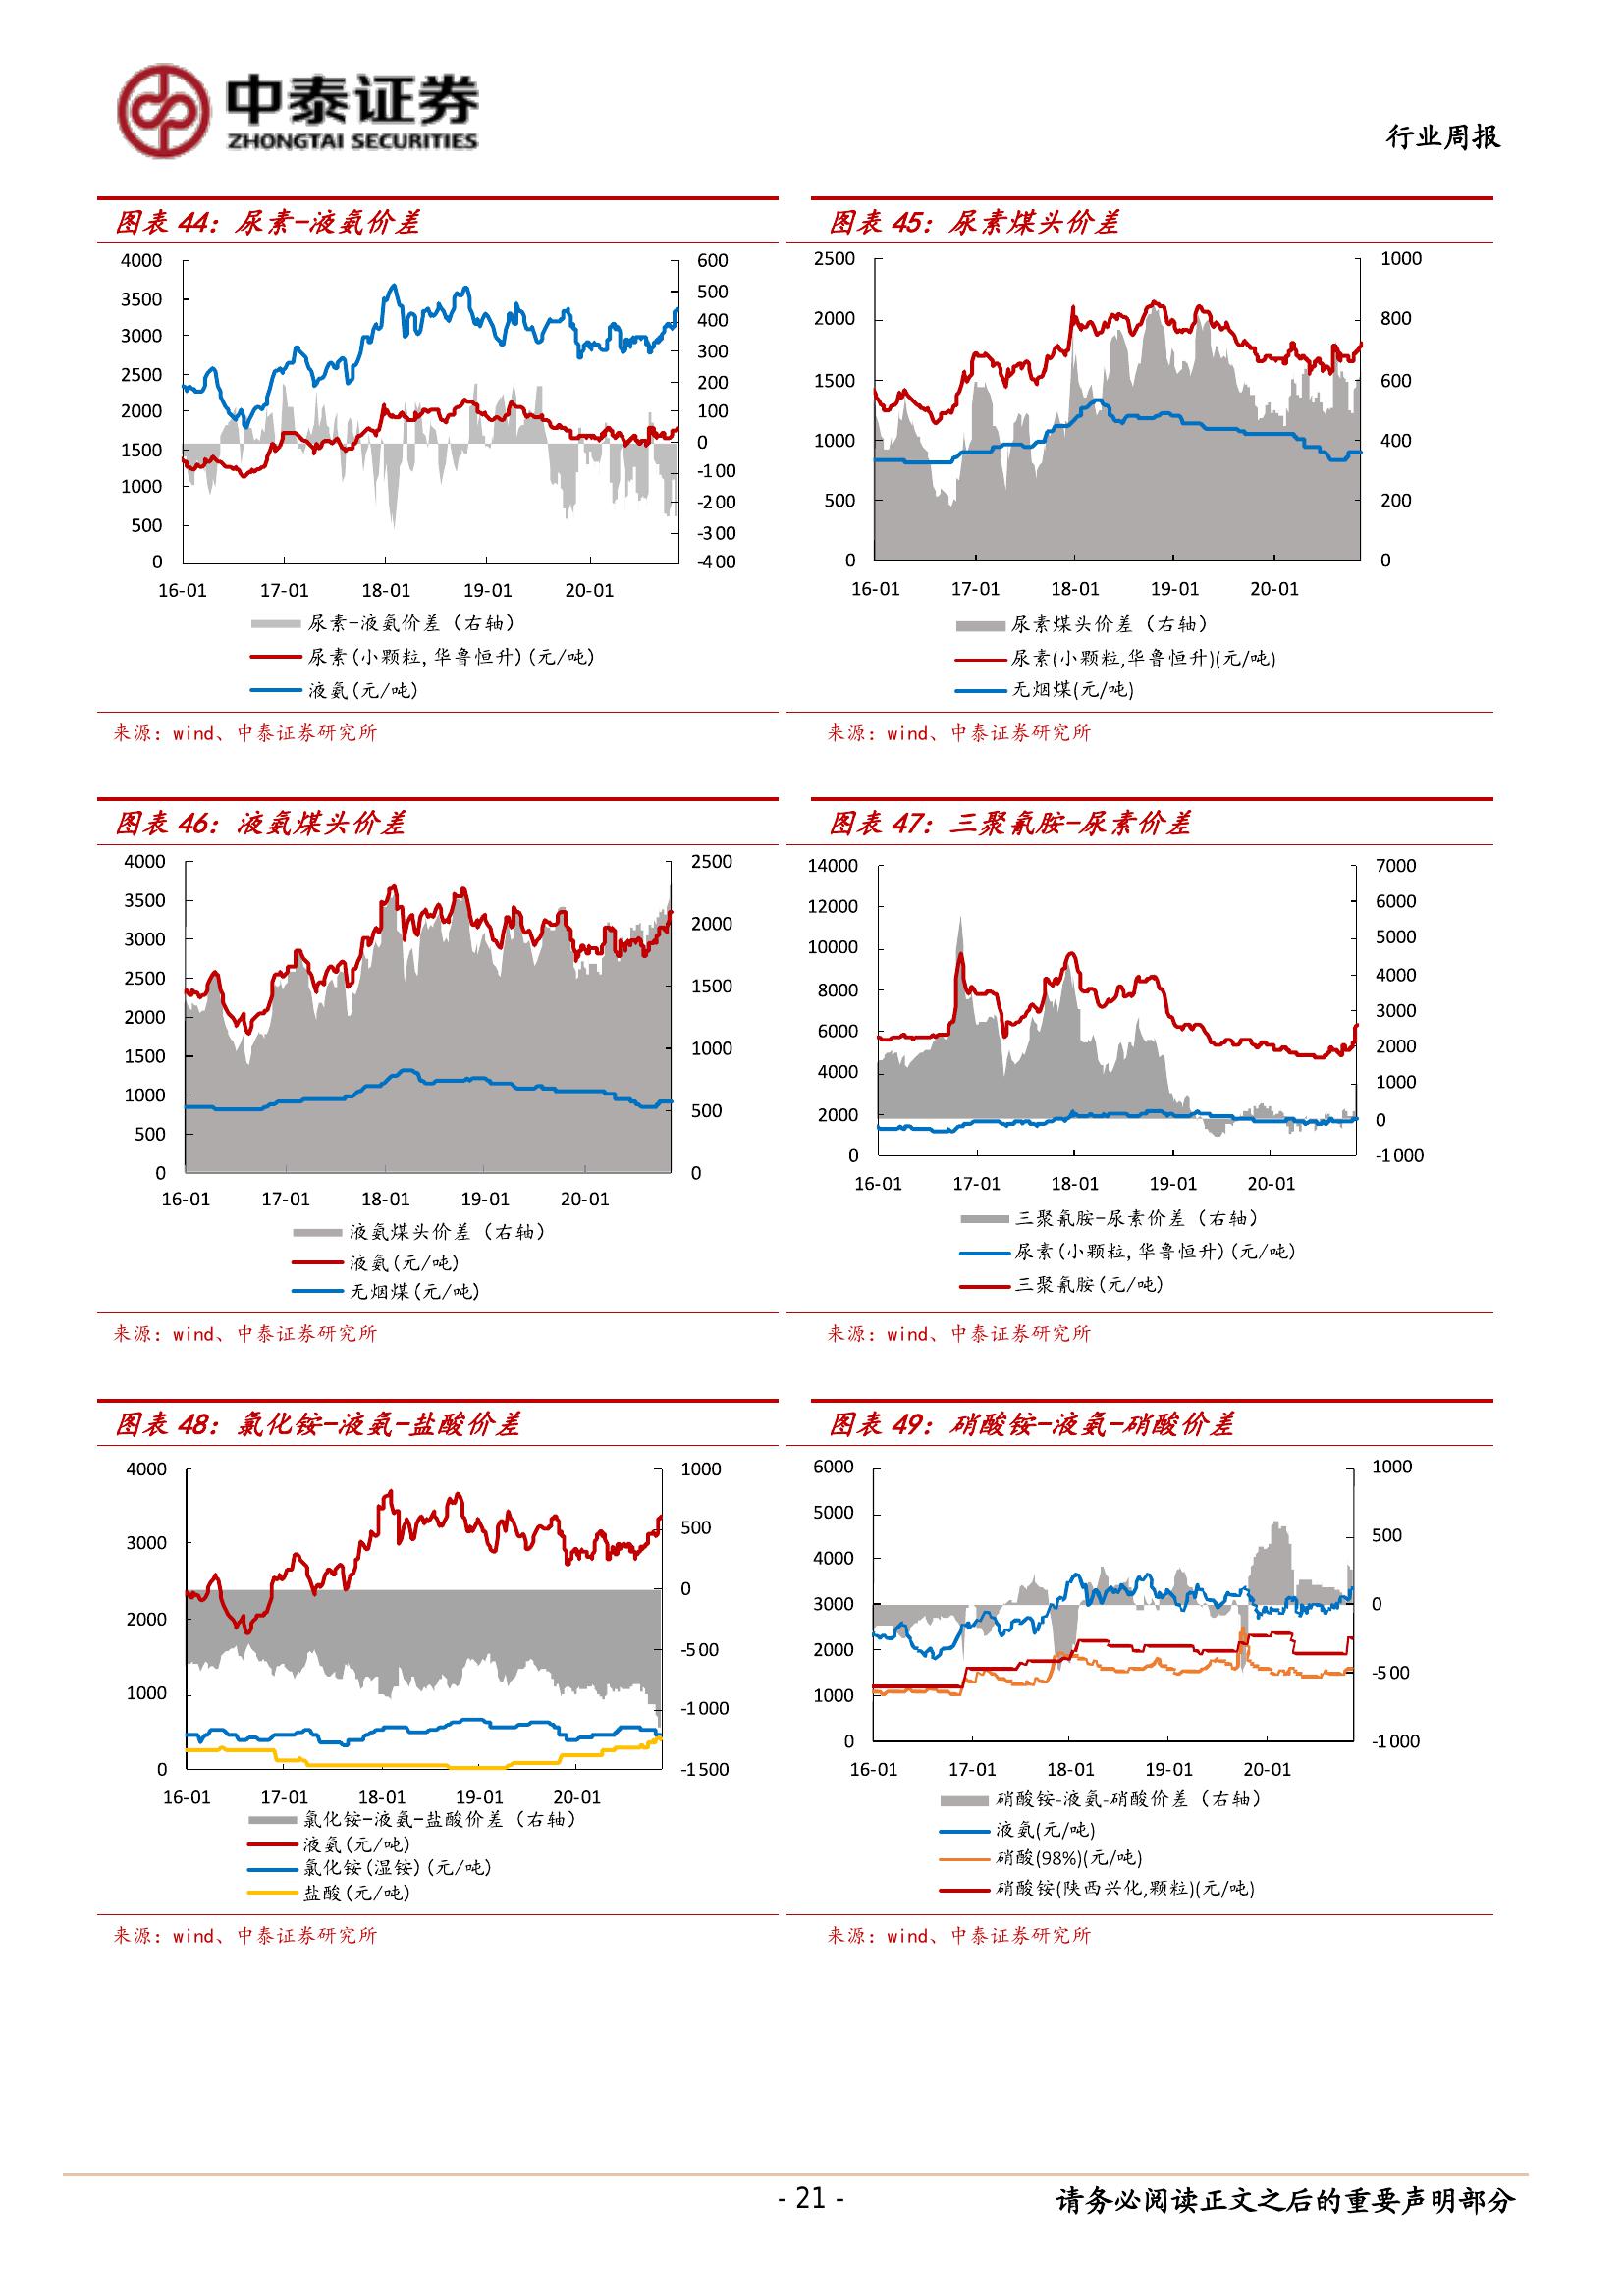 中泰证券
ZHONGTAI SECURITIES
行业周报
图表 44：尿素-液氨价差
4000
3500
3000
2500
2000
1500
1000
500
0
600
500
400
300
200
100
0
-100
-200
-300
-400
16-01 17-01 18-01 19-01 20-01
尿素-液氨价差（右轴）
尿素(小颗粒,华鲁恒升)(元/吨)
液氨(元/吨)
来源：wind、中泰证券研究所
图表 45：尿素煤头价差
2500
2000
1500
1000
500
0
1000
800
600
400
200
0
16-01 17-01 18-01 19-01 20-01
尿素煤头价差（右轴）
尿素(小颗粒,华鲁恒升)(元/吨)
无烟煤(元/吨)
来源：wind、中泰证券研究所
图表 46：液氨煤头价差
4000
3500
3000
2500
2000
1500
1000
500
0
2500
2000
1500
1000
500
0
16-01 17-01 18-01 19-01 20-01
液氨煤头价差（右轴）
液氨(元/吨)
无烟煤(元/吨)
来源：wind、中泰证券研究所
图表 47：三聚氰胺-尿素价差
14000
12000
10000
8000
6000
4000
2000
0
7000
6000
5000
4000
3000
2000
1000
0
-1000
16-01 17-01 18-01 19-01 20-01
三聚氰胺-尿素价差（右轴）
尿素(小颗粒,华鲁恒升)(元/吨)
三聚氰胺(元/吨)
来源：wind、中泰证券研究所
图表 48：氯化铵-液氨-盐酸价差
4000
3000
2000
1000
0
1000
500
0
-500
-1000
-1500
16-01 17-01 18-01 19-01 20-01
氯化铵-液氨-盐酸价差（右轴）
液氨(元/吨)
氯化铵(湿铵)(元/吨)
盐酸(元/吨)
来源：wind、中泰证券研究所
图表 49：硝酸铵-液氨-硝酸价差
6000
5000
4000
3000
2000
1000
0
1000
500
0
-500
-1000
16-01 17-01 18-01 19-01 20-01
硝酸铵-液氨-硝酸价差（右轴）
液氨(元/吨)
硝酸(98%)(元/吨)
硝酸铵(陕西兴化,颗粒)(元/吨)
来源：wind、中泰证券研究所
- 21 -
请务必阅读正文之后的重要声明部分